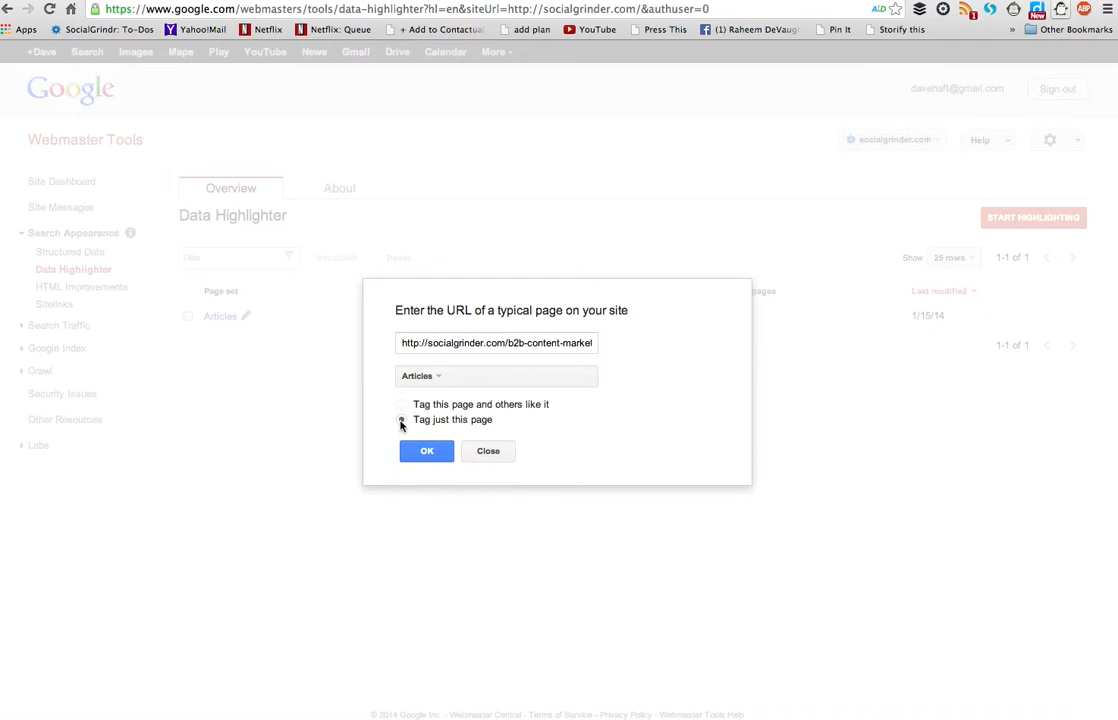 https://www.google.com/webmasters/tools/data-highlighter?hl=en&siteUrl=http://socialgrinder.com/&authuser=0
Apps SocialGrindr: To-Dos Yahoo!Mail Netflix Netflix: Queue + Add to Contactual add plan YouTube Press This (1) Raheem DeVaugh Pin It Storify this » Other Bookmarks
+Dave Search Images Maps Play YouTube News Gmail Drive Calendar More
Google davehaft@gmail.com Sign out
Webmaster Tools socialgrinder.com Help
Site Dashboard
Overview About
Site Messages
Data Highlighter START HIGHLIGHTING
Search Appearance
Structured Data
Filter Unpublish Delete Show 25 rows 1-1 of 1
Data Highlighter
HTML Improvements
Page set pages Last modified
Sitelinks
Articles 1/15/14
Search Traffic
1-1 of 1
Google Index
Crawl
Security Issues
Other Resources
Labs
Enter the URL of a typical page on your site
http://socialgrinder.com/b2b-content-market
Articles
Tag this page and others like it
Tag just this page
OK Close
© 2014 Google Inc. - Webmaster Central - Terms of Service - Privacy Policy - Webmaster Tools Help